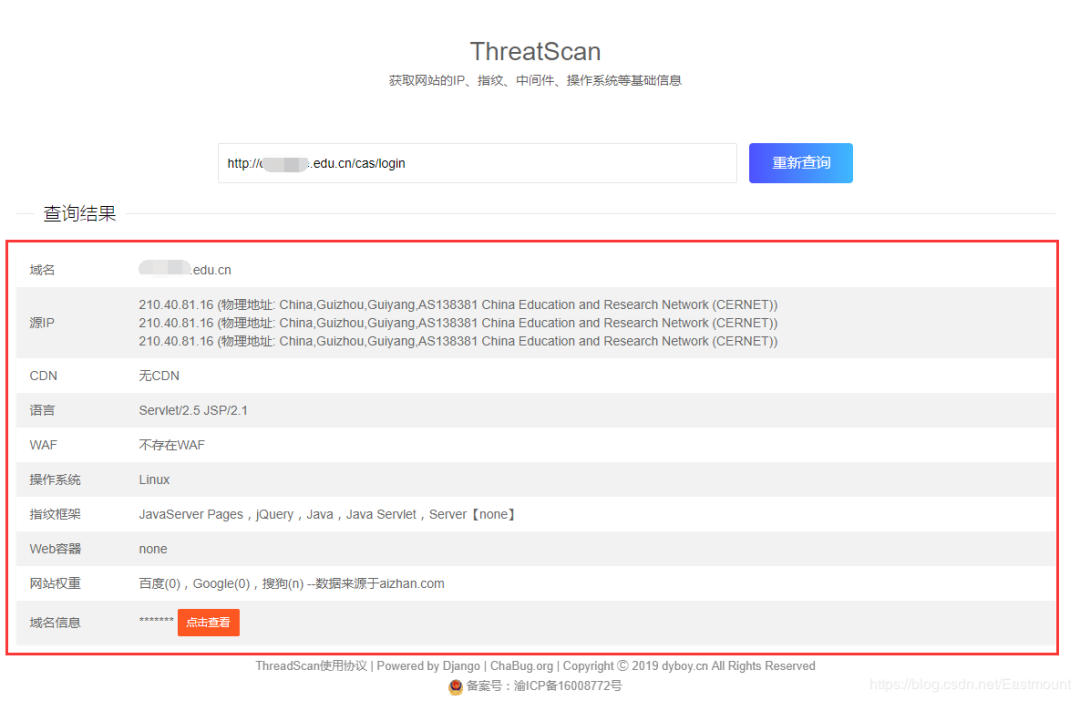 ThreatScan
获取网站的IP、指纹、中间件、操作系统等基础信息
http:// .edu.cn/cas/login
重新查询
查询结果
域名 .edu.cn
源IP 210.40.81.16 (物理地址: China,Guizhou,Guiyang,AS138381 China Education and Research Network (CERNET))
210.40.81.16 (物理地址: China,Guizhou,Guiyang,AS138381 China Education and Research Network (CERNET))
210.40.81.16 (物理地址: China,Guizhou,Guiyang,AS138381 China Education and Research Network (CERNET))
CDN 无CDN
语言 Servlet/2.5 JSP/2.1
WAF 不存在WAF
操作系统 Linux
指纹框架 JavaServer Pages，jQuery，Java，Java Servlet，Server【none】
Web容器 none
网站权重 百度(0)，Google(0)，搜狗(n) --数据来源于aizhan.com
域名信息 ******* 点击查看
ThreadScan使用协议 | Powered by Django | ChaBug.org | Copyright © 2019 dyboy.cn All Rights Reserved
备案号：渝ICP备16008772号
https://blog.csdn.net/Eastmount